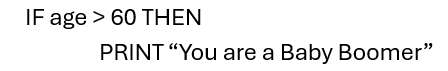 IF age > 60 THEN
PRINT “You are a Baby Boomer”